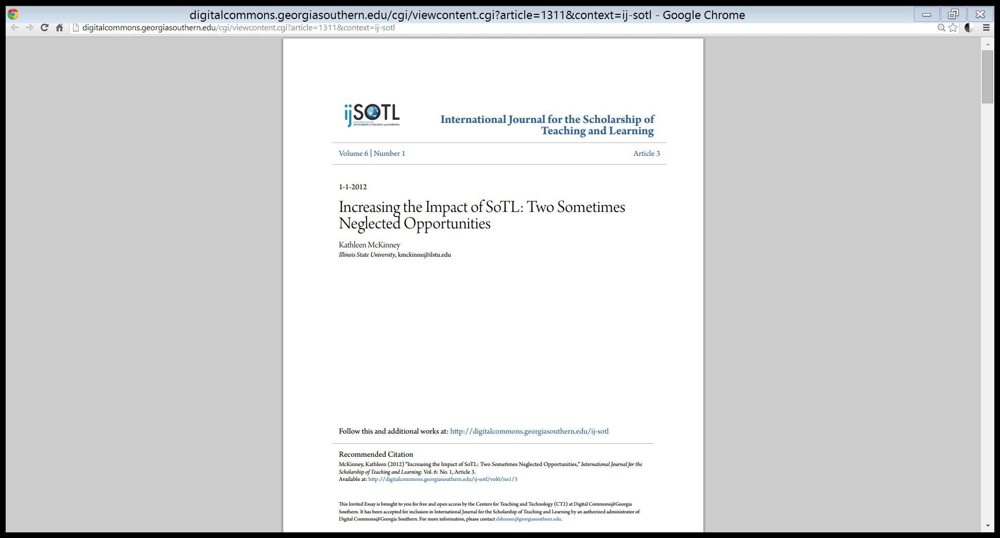 digitalcommons.georgiasouthern.edu/cgi/viewcontent.cgi?article=1311&context=ij-sotl - Google Chrome
digitalcommons.georgiasouthern.edu/cgi/viewcontent.cgi?article=1311&context=ij-sotl
ijSOTL
international journal
SCHOLARSHIP of TEACHING and LEARNING
International Journal for the Scholarship of
Teaching and Learning
Volume 6 | Number 1
Article 3
1-1-2012
Increasing the Impact of SoTL: Two Sometimes
Neglected Opportunities
Kathleen McKinney
Illinois State University, kmckinne@ilstu.edu
Follow this and additional works at: http://digitalcommons.georgiasouthern.edu/ij-sotl
Recommended Citation
McKinney, Kathleen (2012) "Increasing the Impact of SoTL: Two Sometimes Neglected Opportunities," International Journal for the
Scholarship of Teaching and Learning: Vol. 6: No. 1, Article 3.
Available at: http://digitalcommons.georgiasouthern.edu/ij-sotl/vol6/iss1/3
This Invited Essay is brought to you for free and open access by the Centers for Teaching and Technology (CT2) at Digital Commons@Georgia
Southern. It has been accepted for inclusion in International Journal for the Scholarship of Teaching and Learning by an authorized administrator of
Digital Commons@Georgia Southern. For more information, please contact dskinner@georgiasouthern.edu.